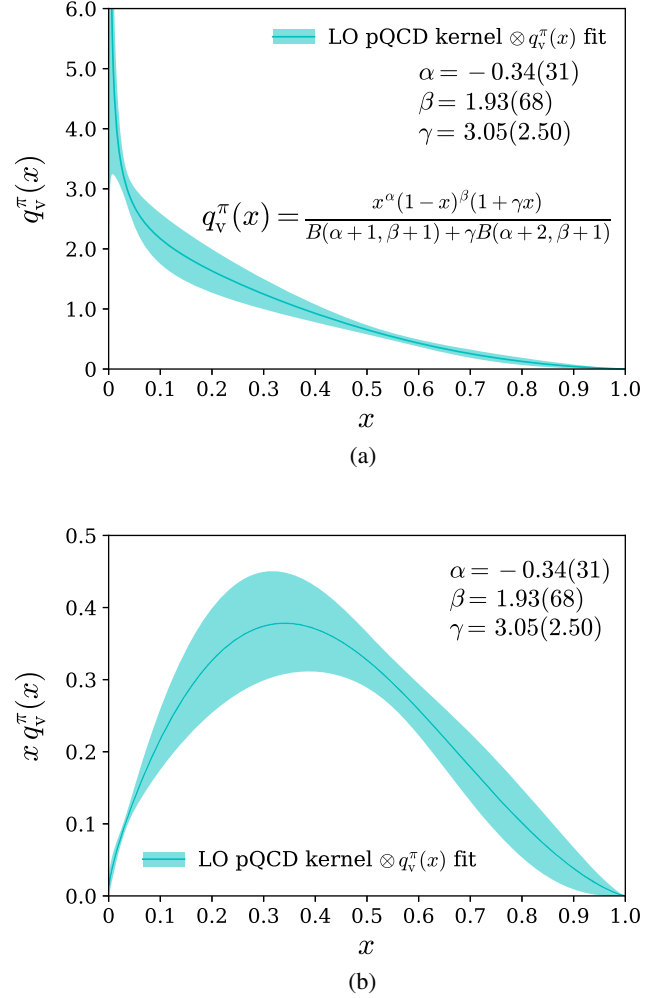 6.0
5.0
4.0
3.0
2.0
1.0
0
q_v^π(x)
LO pQCD kernel ⊗ q_v^π(x) fit
α = −0.34(31)
β = 1.93(68)
γ = 3.05(2.50)
q_v^π(x) = x^α(1−x)^β(1+γx) / B(α+1, β+1)+γB(α+2, β+1)
0 0.1 0.2 0.3 0.4 0.5 0.6 0.7 0.8 0.9 1.0
x
(a)
0.5
0.4
0.3
0.2
0.1
0.0
x q_v^π(x)
α = −0.34(31)
β = 1.93(68)
γ = 3.05(2.50)
LO pQCD kernel ⊗ q_v^π(x) fit
0 0.1 0.2 0.3 0.4 0.5 0.6 0.7 0.8 0.9 1.0
x
(b)